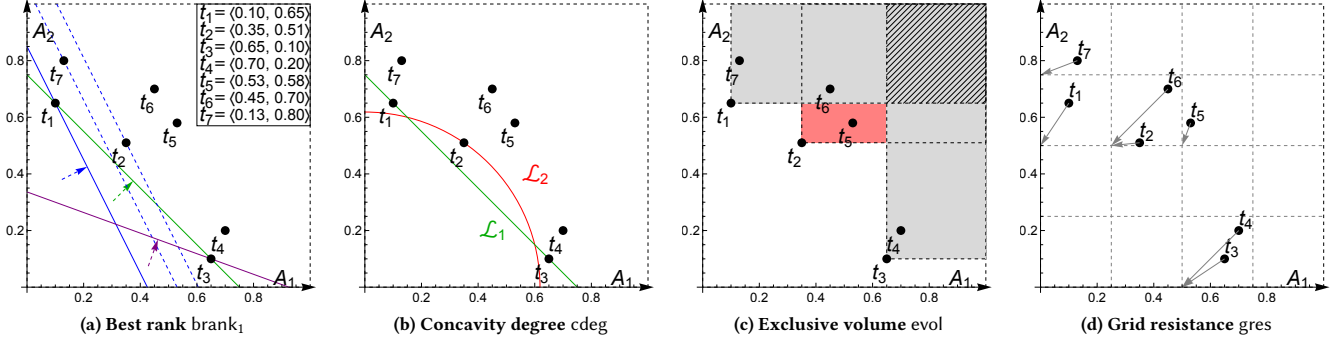 A₂
t₁= ⟨0.10, 0.65⟩
t₂= ⟨0.35, 0.51⟩
t₃= ⟨0.65, 0.10⟩
t₄= ⟨0.70, 0.20⟩
t₅= ⟨0.53, 0.58⟩
t₆= ⟨0.45, 0.70⟩
t₇= ⟨0.13, 0.80⟩
0.8
0.6
0.4
0.2
t₇
t₆
t₁
t₅
t₂
t₄
t₃
A₁
0.2 0.4 0.6 0.8
(a) Best rank brank₁
A₂
0.8
0.6
0.4
0.2
t₇
t₆
t₁
t₅
t₂
ℒ₂
ℒ₁
t₄
t₃
A₁
0.2 0.4 0.6 0.8
(b) Concavity degree cdeg
A₂
0.8
0.6
0.4
0.2
t₇
t₆
t₁
t₅
t₂
t₄
t₃
A₁
0.2 0.4 0.6 0.8
(c) Exclusive volume evol
A₂
0.8
0.6
0.4
0.2
t₇
t₆
t₁
t₅
t₂
t₄
t₃
A₁
0.2 0.4 0.6 0.8
(d) Grid resistance gres